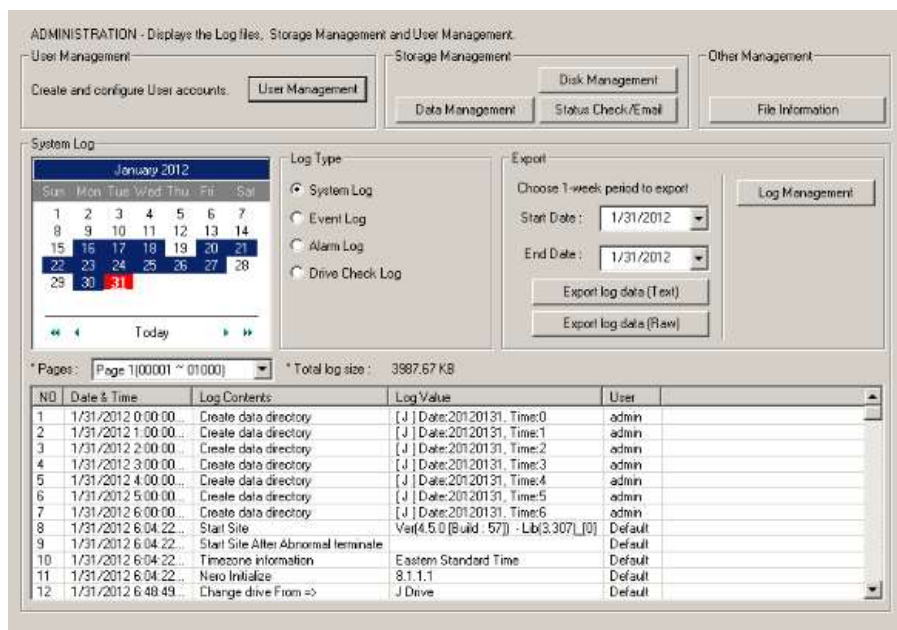 ADMINISTRATION - Displays the Log files, Storage Management and User Management.
User Management
Storage Management
Other Management
Create and configure User accounts.
User Management
Disk Management
Data Management
Status Check/Email
File Information
System Log
January 2012
Sun Mon Tue Wed Thu Fri Sat
1 2 3 4 5 6 7
8 9 10 11 12 13 14
15 16 17 18 19 20 21
22 23 24 25 26 27 28
29 30 31
Today
Log Type
System Log
Event Log
Alarm Log
Drive Check Log
Export
Choose 1-week period to export
Start Date : 1/31/2012
End Date : 1/31/2012
Export log data (Text)
Export log data (Raw)
Log Management
* Pages : Page 1(00001 ~ 01000) * Total log size : 3987.67 KB
NO Date & Time Log Contents Log Value User
1 1/31/2012 0:00:00... Create data directory [ J ] Date:20120131, Time:0 admin
2 1/31/2012 1:00:00... Create data directory [ J ] Date:20120131, Time:1 admin
3 1/31/2012 2:00:00... Create data directory [ J ] Date:20120131, Time:2 admin
4 1/31/2012 3:00:00... Create data directory [ J ] Date:20120131, Time:3 admin
5 1/31/2012 4:00:00... Create data directory [ J ] Date:20120131, Time:4 admin
6 1/31/2012 5:00:00... Create data directory [ J ] Date:20120131, Time:5 admin
7 1/31/2012 6:00:00... Create data directory [ J ] Date:20120131, Time:6 admin
8 1/31/2012 6:04:22... Start Site Ver(4.5.0 [Build : 57]) - Lib(3.307)_[0] Default
9 1/31/2012 6:04:22... Start Site After Abnormal terminate Default
10 1/31/2012 6:04:22... Timezone information Eastern Standard Time Default
11 1/31/2012 6:04:22... Nero Initialize 8.1.1.1 Default
12 1/31/2012 6:48:49... Change drive From => J Drive Default